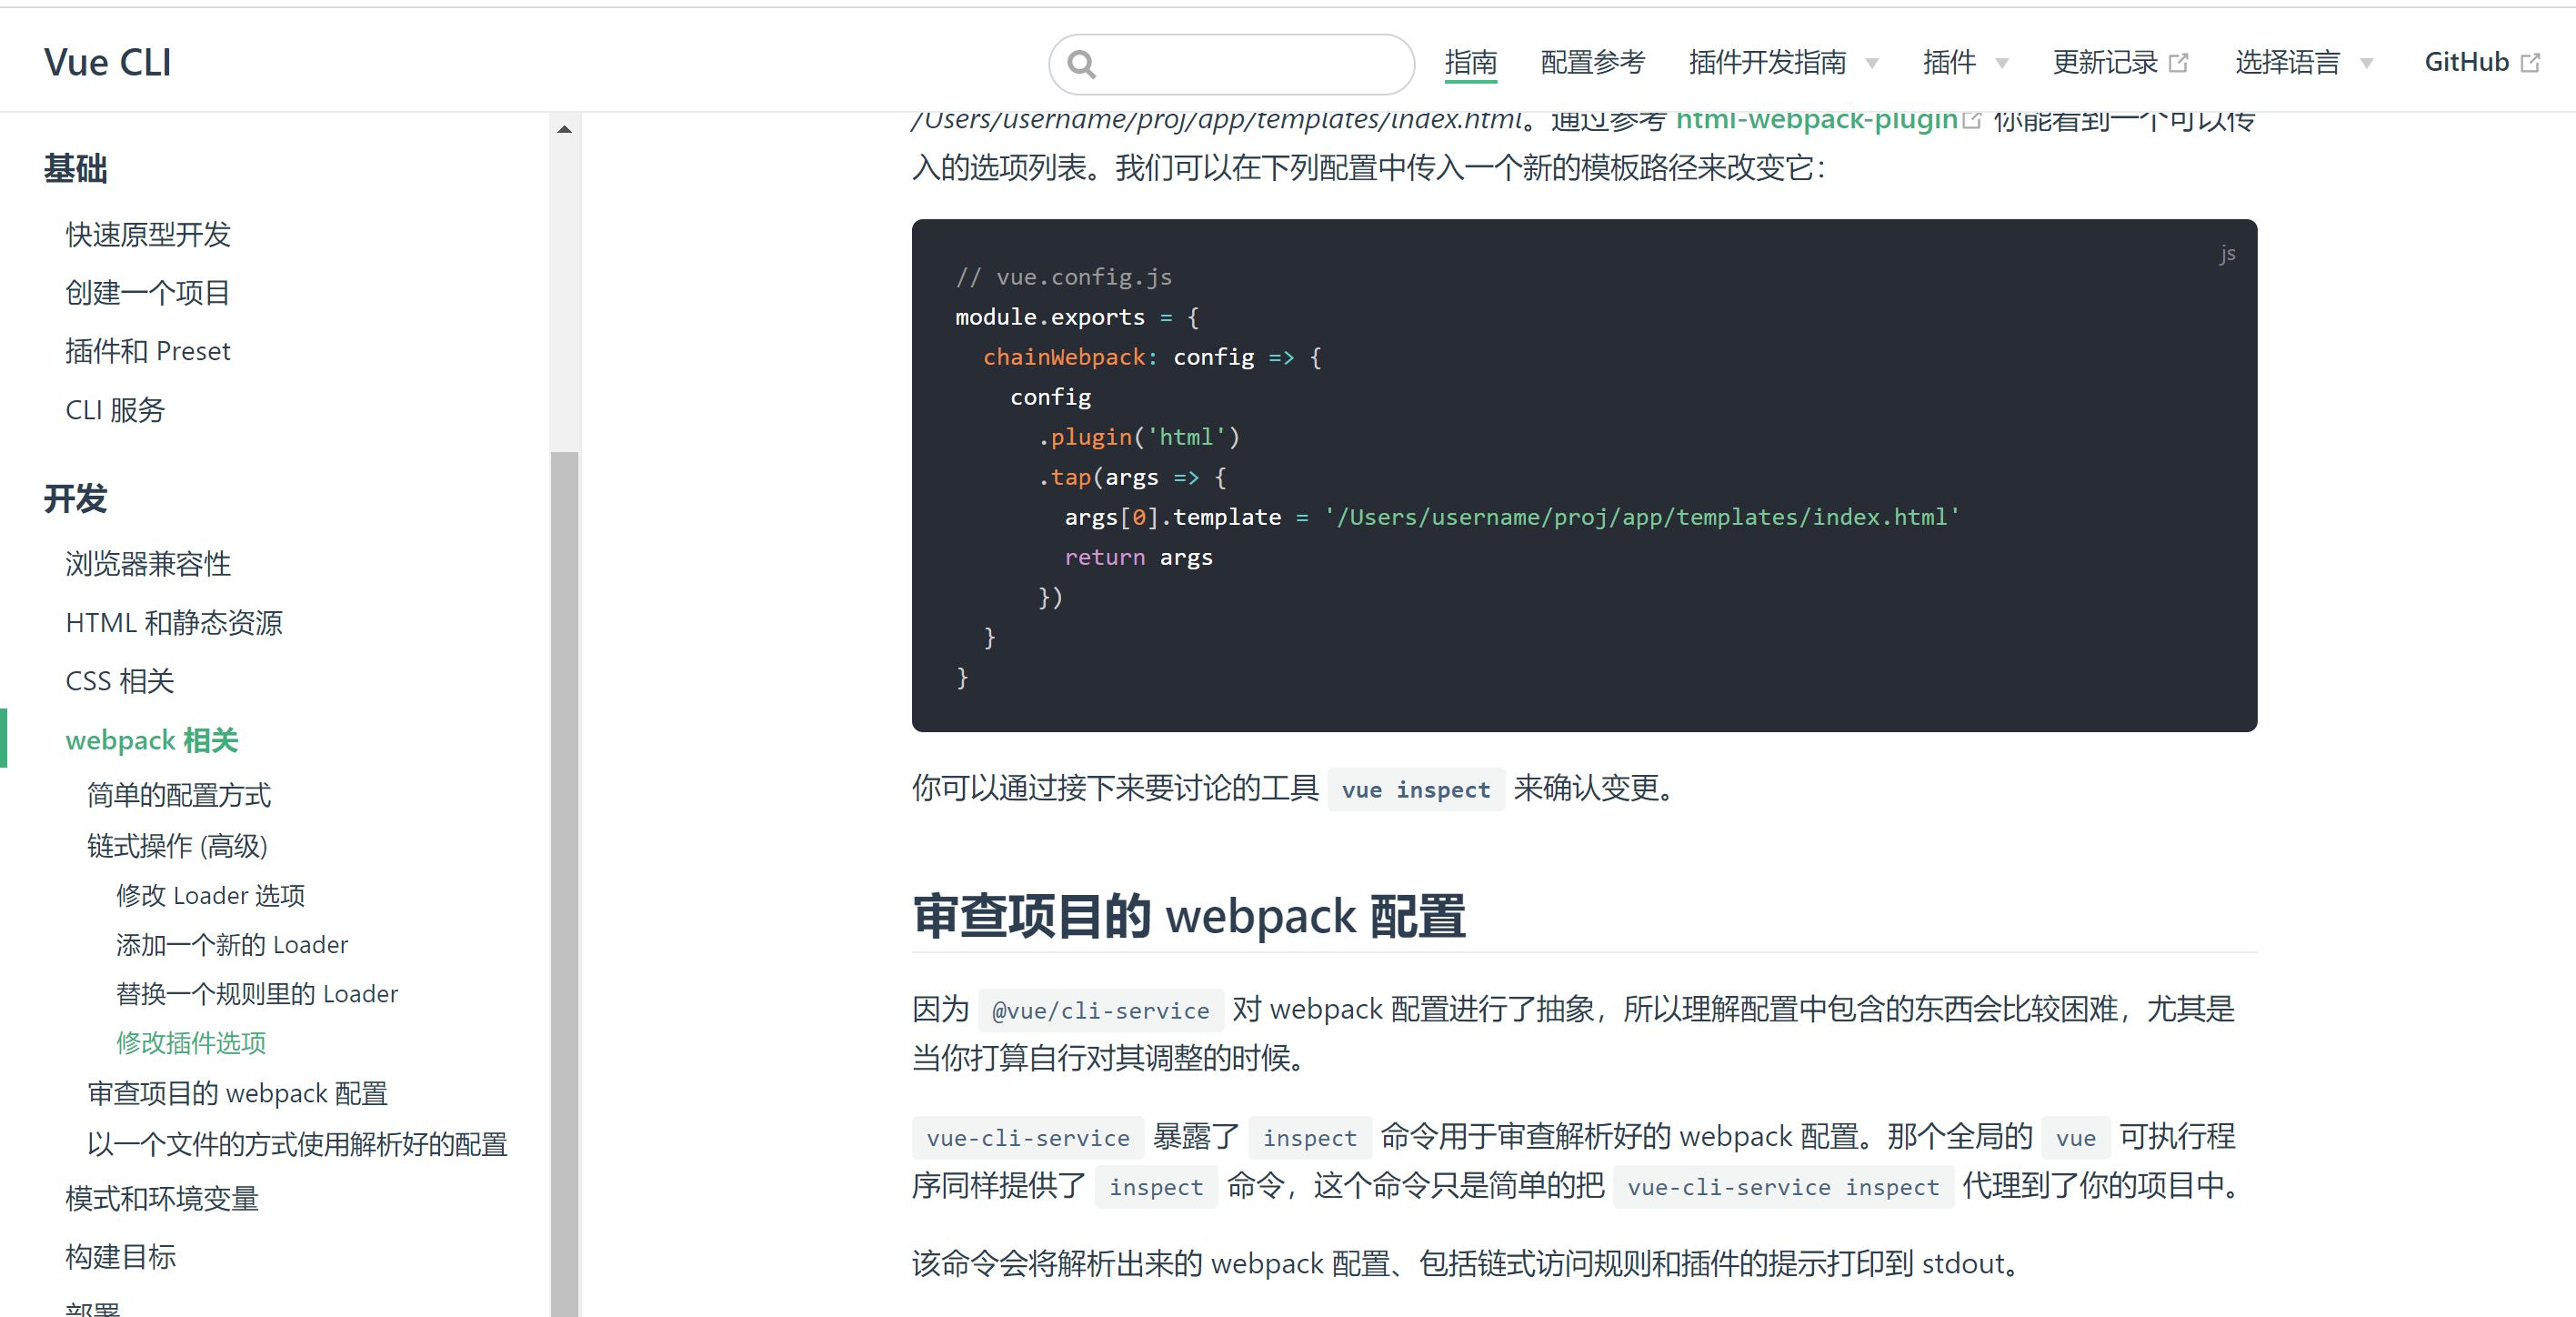 Vue CLI
指南
配置参考
插件开发指南
插件
更新记录
选择语言
GitHub
基础
快速原型开发
创建一个项目
插件和 Preset
CLI 服务
开发
浏览器兼容性
HTML 和静态资源
CSS 相关
webpack 相关
简单的配置方式
链式操作 (高级)
修改 Loader 选项
添加一个新的 Loader
替换一个规则里的 Loader
修改插件选项
审查项目的 webpack 配置
以一个文件的方式使用解析好的配置
模式和环境变量
构建目标
部署
/Users/username/proj/app/templates/index.html。通过参考 html-webpack-plugin 你能看到一个可以传
入的选项列表。我们可以在下列配置中传入一个新的模板路径来改变它：
js
// vue.config.js
module.exports = {
  chainWebpack: config => {
    config
      .plugin('html')
      .tap(args => {
        args[0].template = '/Users/username/proj/app/templates/index.html'
        return args
      })
  }
}
你可以通过接下来要讨论的工具 vue inspect 来确认变更。
审查项目的 webpack 配置
因为 @vue/cli-service 对 webpack 配置进行了抽象，所以理解配置中包含的东西会比较困难，尤其是
当你打算自行对其调整的时候。
vue-cli-service 暴露了 inspect 命令用于审查解析好的 webpack 配置。那个全局的 vue 可执行程
序同样提供了 inspect 命令，这个命令只是简单的把 vue-cli-service inspect 代理到了你的项目中。
该命令会将解析出来的 webpack 配置、包括链式访问规则和插件的提示打印到 stdout。